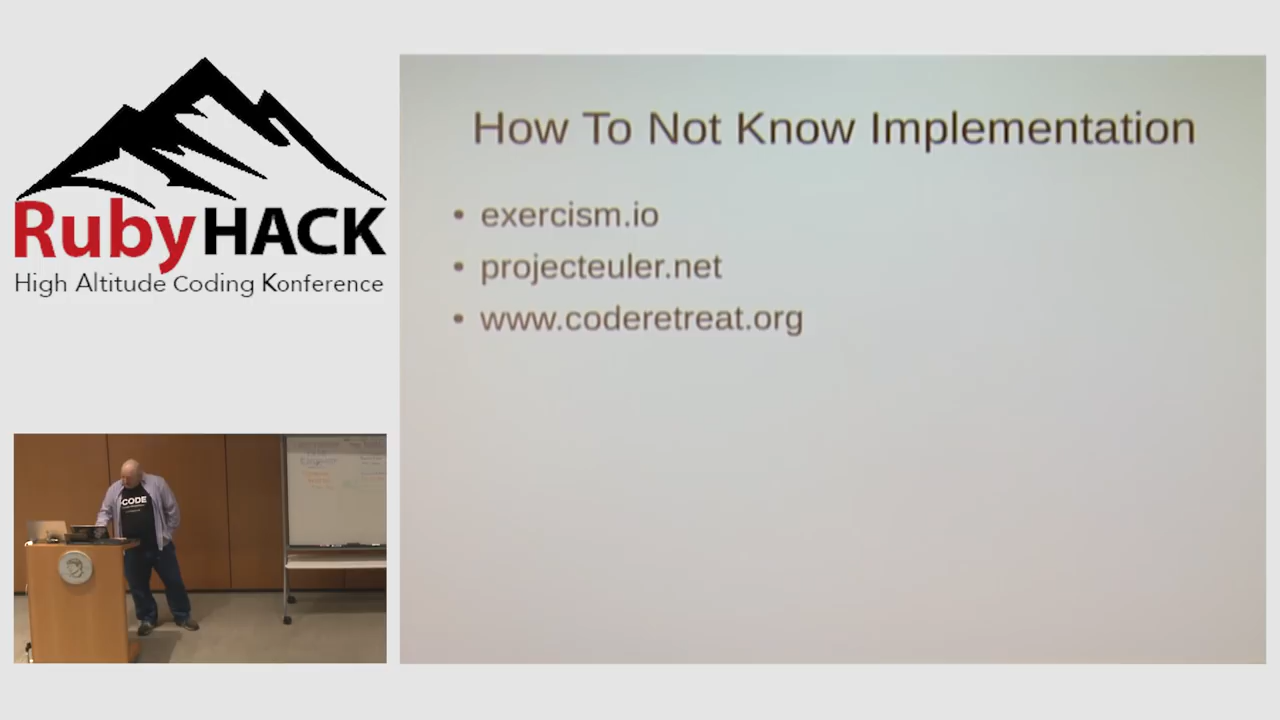 RubyHACK
High Altitude Coding Konference
How To Not Know Implementation
• exercism.io
• projecteuler.net
• www.coderetreat.org
CODE